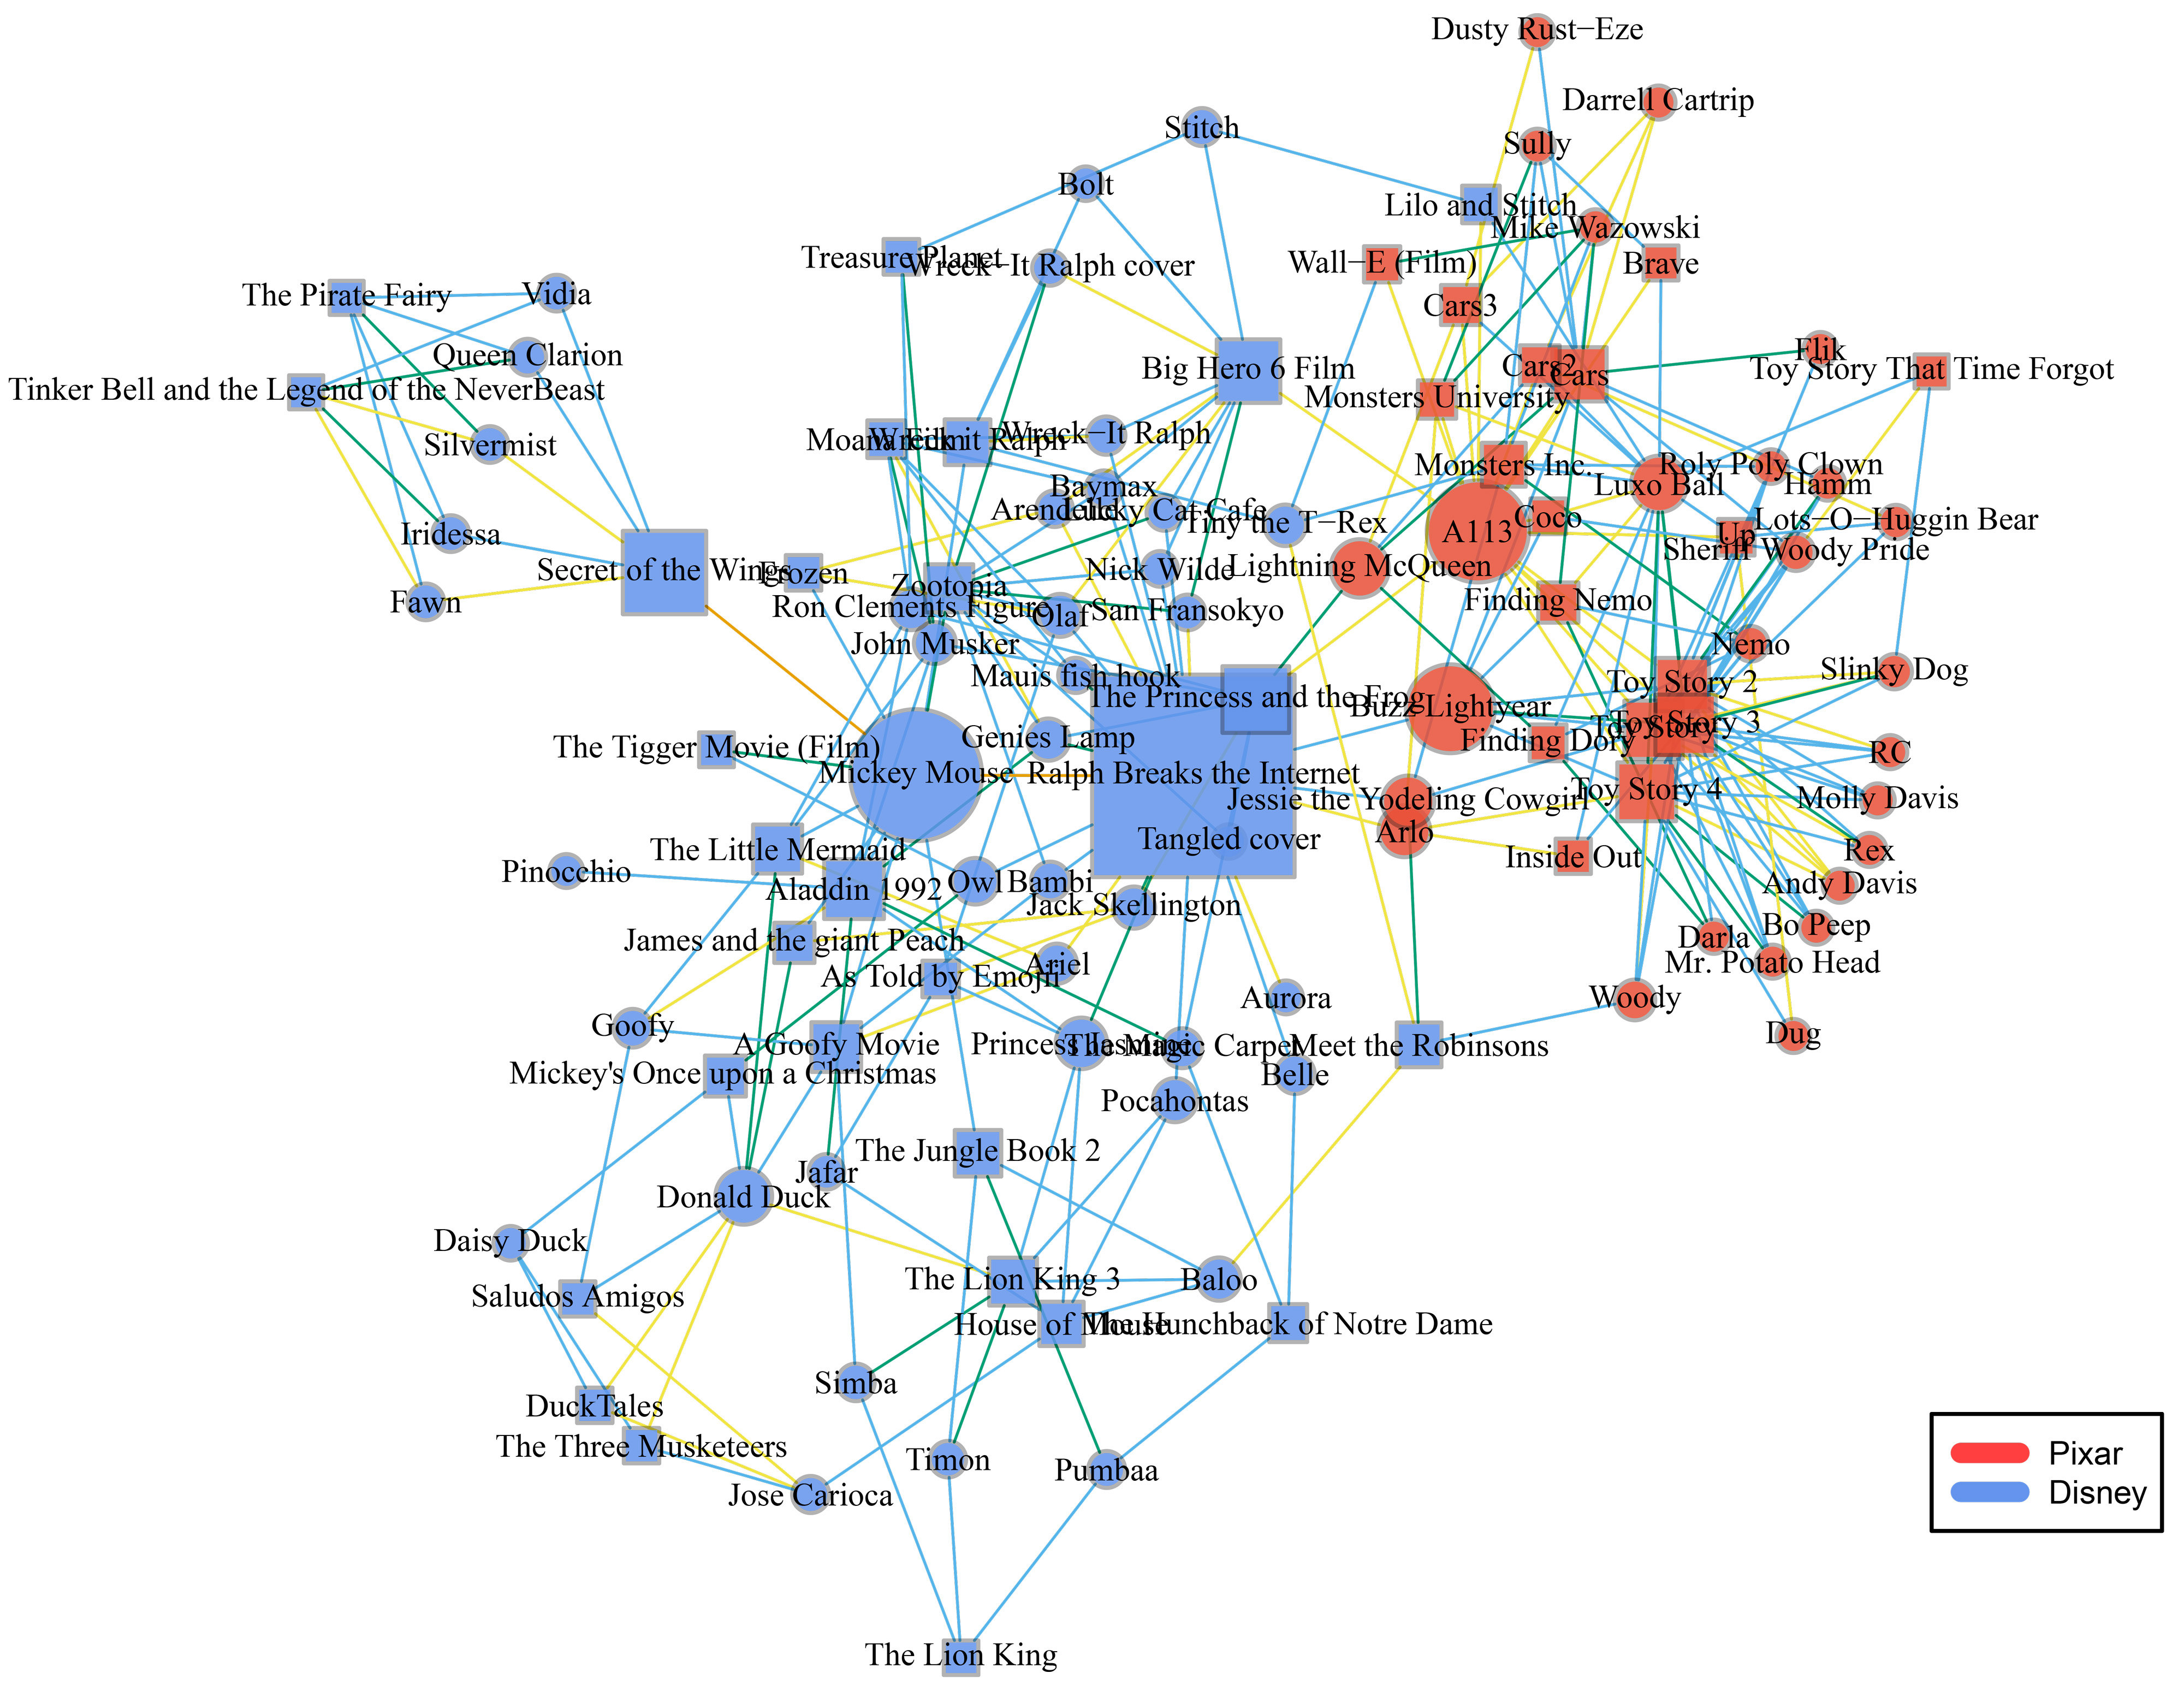 Dusty Rust−Eze
Darrell Cartrip
Stitch
Sully
Bolt
Lilo and Stitch
Mike Wazowski
Treasure Planet
Wreck−It Ralph cover
Wall−E (Film)
Brave
The Pirate Fairy
Vidia
Cars3
Queen Clarion
Flik
Big Hero 6 Film
Cars2
Cars
Toy Story That Time Forgot
Tinker Bell and the Legend of the NeverBeast
Monsters University
Silvermist
Moana Film
Wreck it Ralph
Wreck−It Ralph
Monsters Inc.
Roly Poly Clown
Baymax
Luxo Ball
Hamm
Arendelle
Lucky Cat Cafe
Tiny the T−Rex
A113
Coco
Lots−O−Huggin Bear
Iridessa
Up
Sheriff Woody Pride
Secret of the Wings
Frozen
Zootopia
Nick Wilde
Lightning McQueen
Fawn
Ron Clements Figure
Olaf
San Fransokyo
Finding Nemo
John Musker
Nemo
Mauis fish hook
Slinky Dog
The Princess and the Frog
Toy Story 2
Buzz Lightyear
Toy Story
Toy Story 3
The Tigger Movie (Film)
Genies Lamp
Finding Dory
RC
Mickey Mouse
Ralph Breaks the Internet
Jessie the Yodeling Cowgirl
Toy Story 4
Molly Davis
Arlo
Tangled cover
The Little Mermaid
Inside Out
Rex
Pinocchio
Aladdin 1992
Owl
Bambi
Andy Davis
Jack Skellington
Bo Peep
James and the giant Peach
Darla
As Told by Emojii
Ariel
Mr. Potato Head
Aurora
Woody
Goofy
A Goofy Movie
Princess Jasmine
The Magic Carpet
Meet the Robinsons
Dug
Mickey's Once upon a Christmas
Belle
Pocahontas
The Jungle Book 2
Jafar
Donald Duck
Daisy Duck
The Lion King 3
Baloo
Saludos Amigos
House of Mouse
The Hunchback of Notre Dame
Simba
DuckTales
The Three Musketeers
Timon
Pumbaa
Jose Carioca
The Lion King
Pixar
Disney